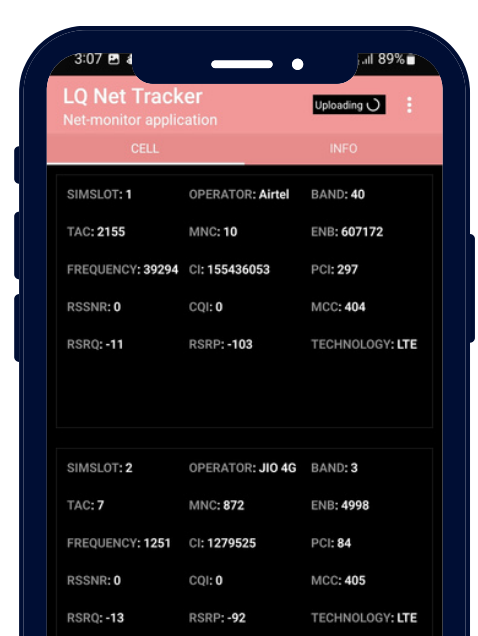 3:07 89%
LQ Net Tracker
Uploading
Net-monitor application
CELL INFO
SIMSLOT: 1 OPERATOR: Airtel BAND: 40
TAC: 2155 MNC: 10 ENB: 607172
FREQUENCY: 39294 CI: 155436053 PCI: 297
RSSNR: 0 CQI: 0 MCC: 404
RSRQ: -11 RSRP: -103 TECHNOLOGY: LTE
SIMSLOT: 2 OPERATOR: JIO 4G BAND: 3
TAC: 7 MNC: 872 ENB: 4998
FREQUENCY: 1251 CI: 1279525 PCI: 84
RSSNR: 0 CQI: 0 MCC: 405
RSRQ: -13 RSRP: -92 TECHNOLOGY: LTE